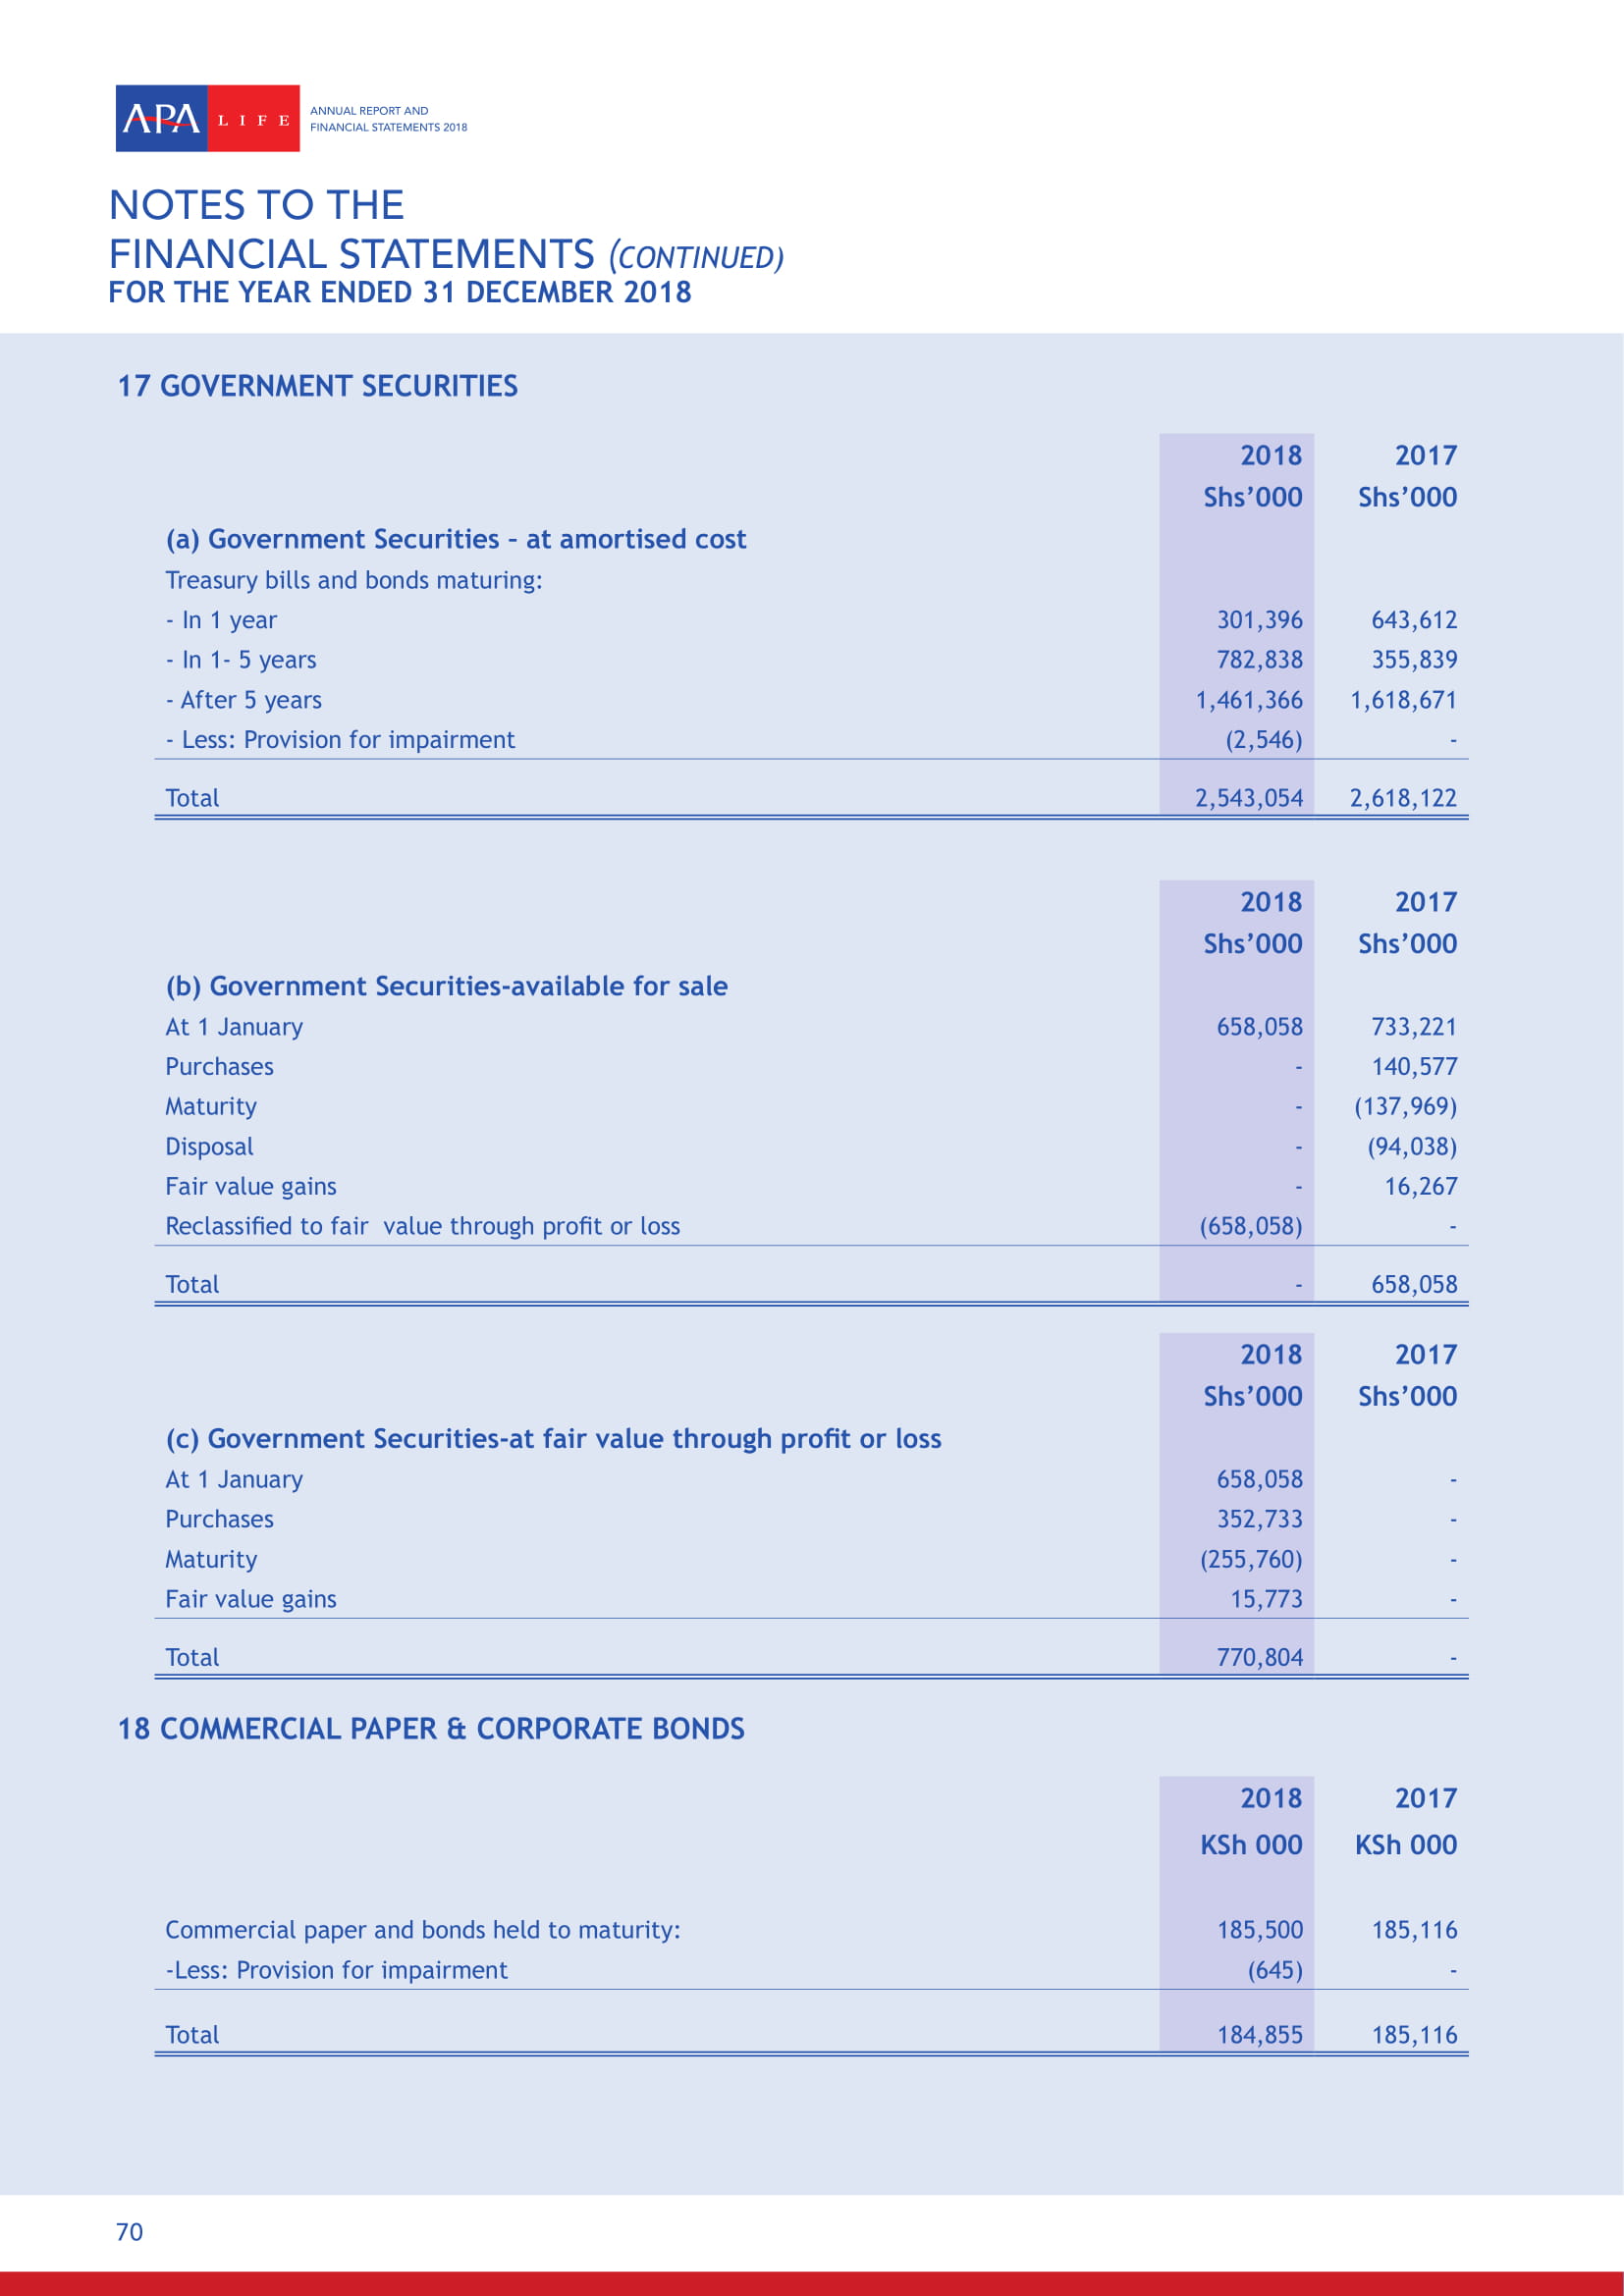 APA LIFE ANNUAL REPORT AND
FINANCIAL STATEMENTS 2018
NOTES TO THE
FINANCIAL STATEMENTS (CONTINUED)
FOR THE YEAR ENDED 31 DECEMBER 2018
17 GOVERNMENT SECURITIES
2018 2017
Shs’000 Shs’000
(a) Government Securities – at amortised cost
Treasury bills and bonds maturing:
- In 1 year 301,396 643,612
- In 1- 5 years 782,838 355,839
- After 5 years 1,461,366 1,618,671
- Less: Provision for impairment (2,546) -
Total 2,543,054 2,618,122
2018 2017
Shs’000 Shs’000
(b) Government Securities-available for sale
At 1 January 658,058 733,221
Purchases - 140,577
Maturity - (137,969)
Disposal - (94,038)
Fair value gains - 16,267
Reclassified to fair  value through profit or loss (658,058) -
Total - 658,058
2018 2017
Shs’000 Shs’000
(c) Government Securities-at fair value through profit or loss
At 1 January 658,058 -
Purchases 352,733 -
Maturity (255,760) -
Fair value gains 15,773 -
Total 770,804 -
18 COMMERCIAL PAPER & CORPORATE BONDS
2018 2017
KSh 000 KSh 000
Commercial paper and bonds held to maturity: 185,500 185,116
-Less: Provision for impairment (645) -
Total 184,855 185,116
70